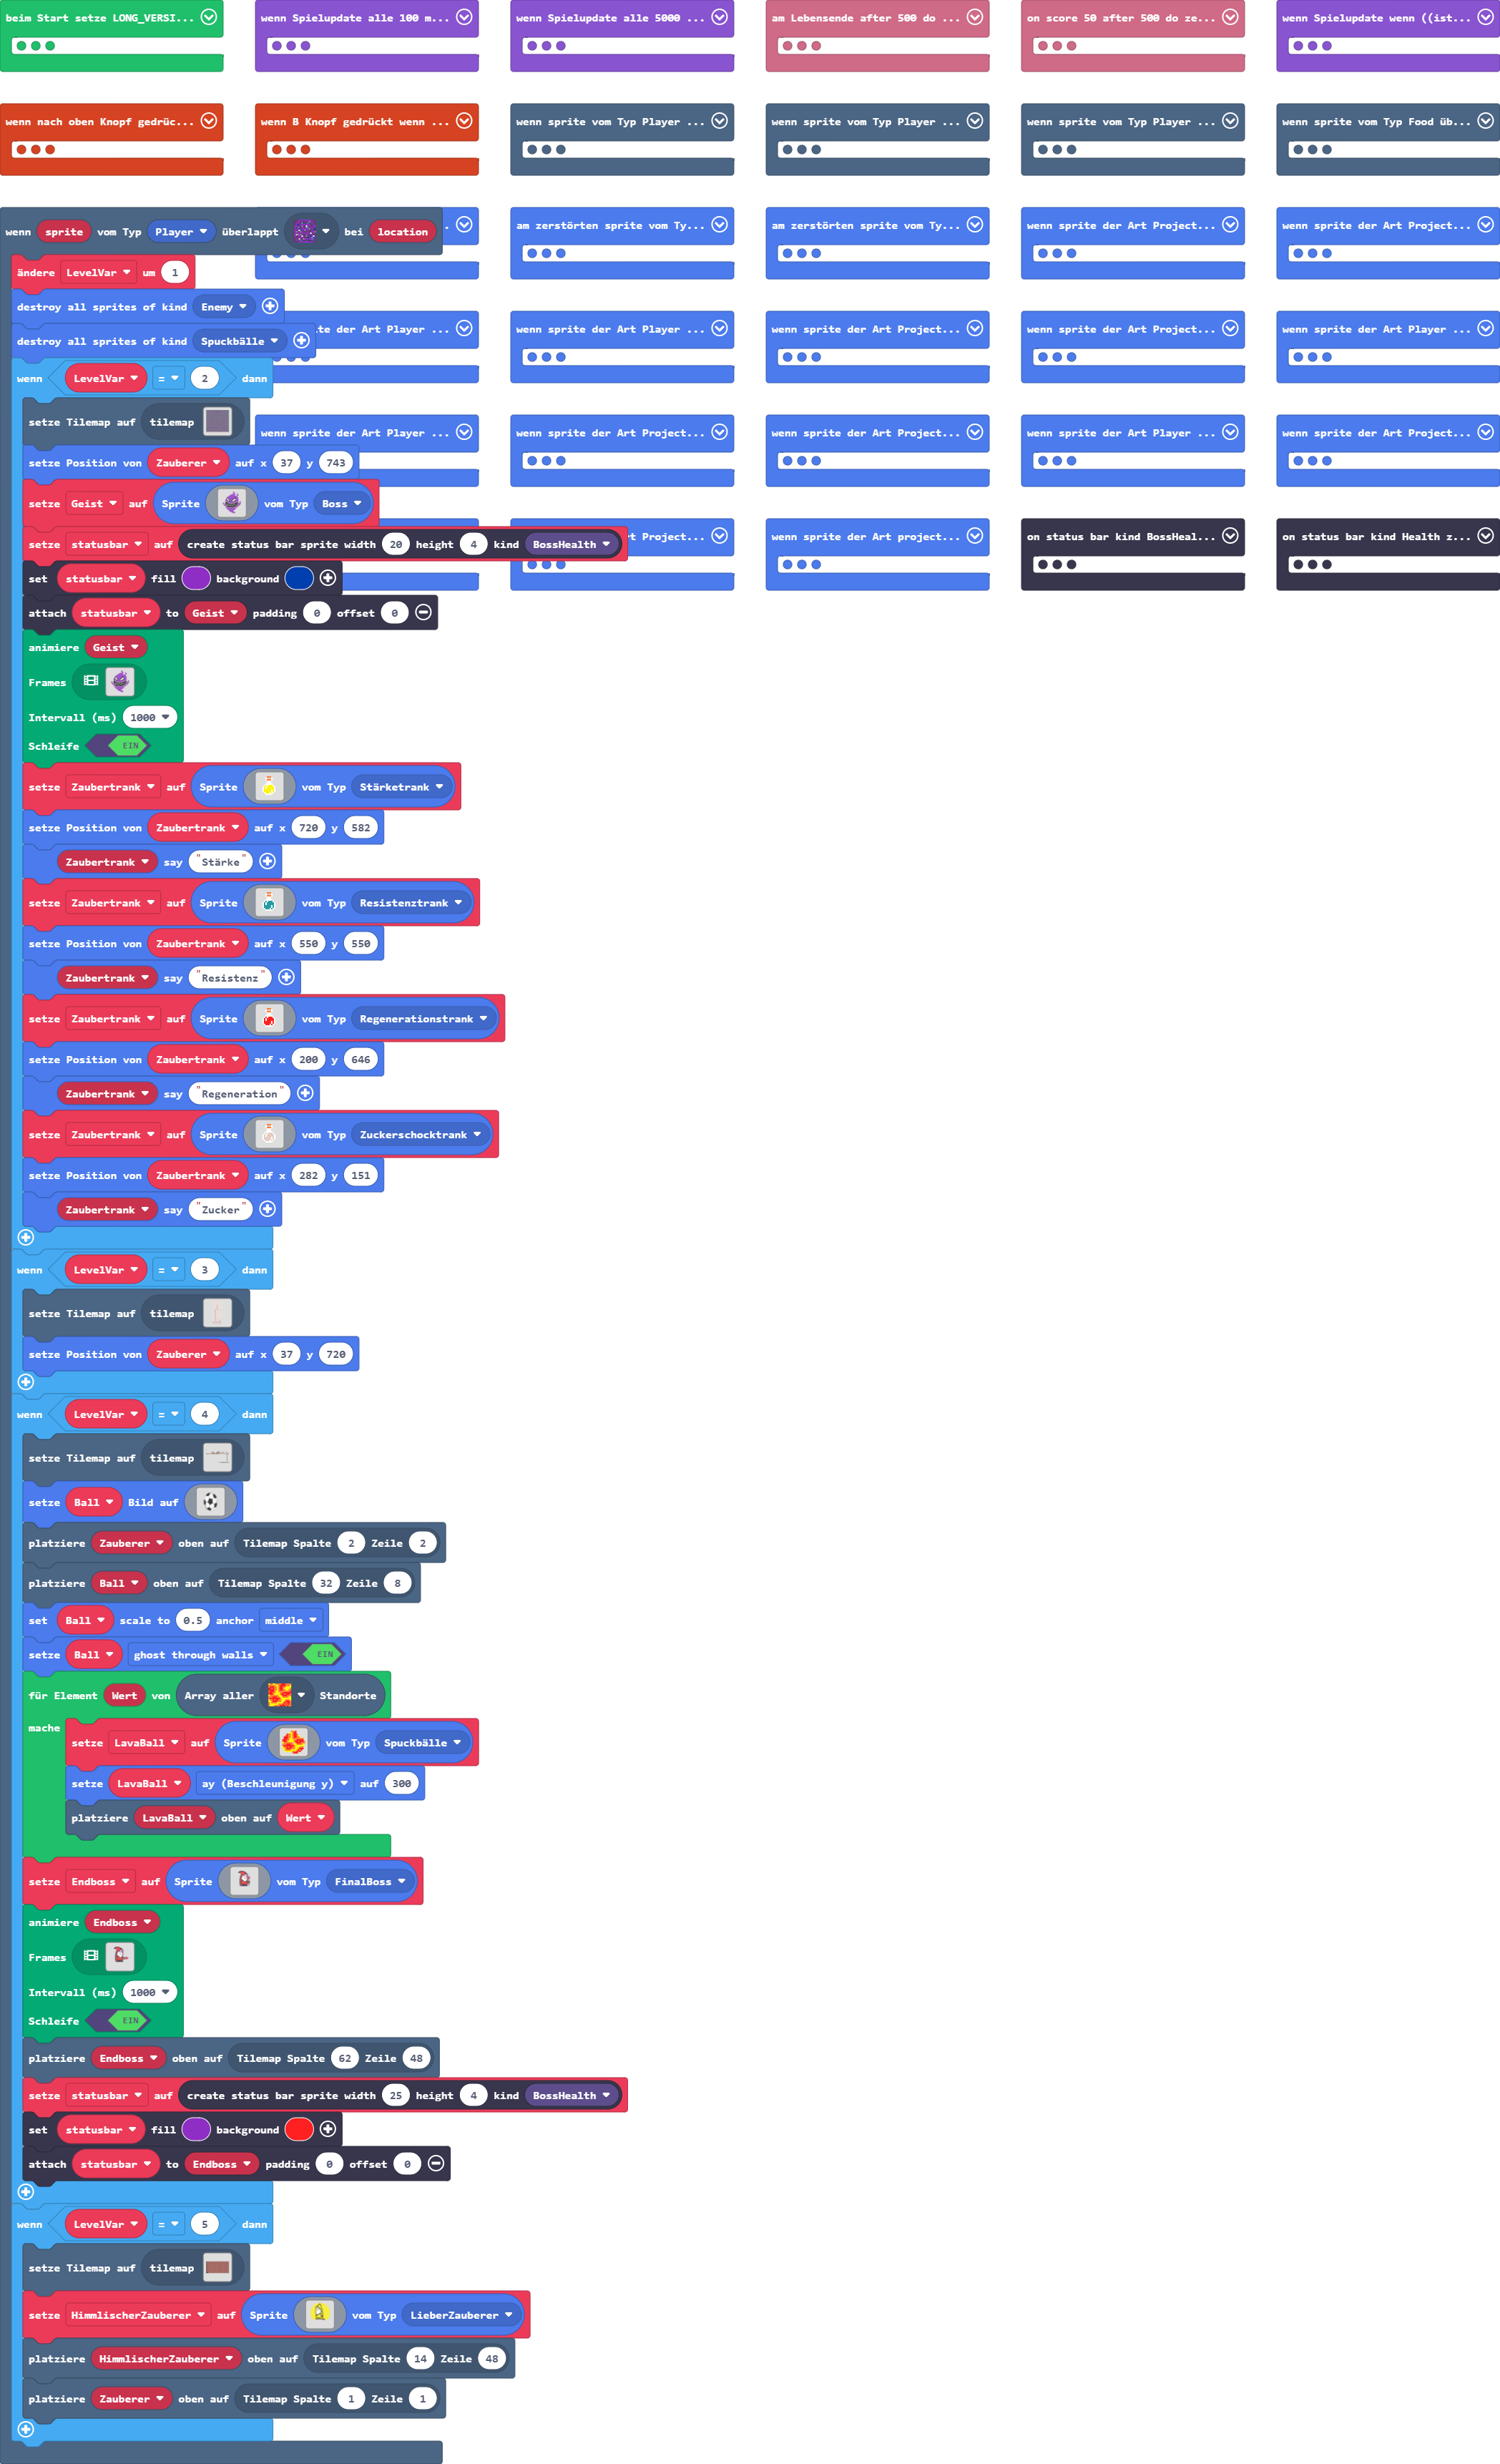 beim Start setze LONG_VERSI...
wenn Spielupdate alle 100 m...
wenn Spielupdate alle 5000 ...
am Lebensende after 500 do ...
on score 50 after 500 do ze...
wenn Spielupdate wenn ((ist...
wenn nach oben Knopf gedrüc...
wenn B Knopf gedrückt wenn ...
wenn sprite vom Typ Player ...
wenn sprite vom Typ Player ...
wenn sprite vom Typ Player ...
wenn sprite vom Typ Food üb...
wenn sprite vom Typ Player überlappt bei location
am zerstörten sprite vom Ty...
am zerstörten sprite vom Ty...
wenn sprite der Art Project...
wenn sprite der Art Project...
ändere LevelVar um 1
destroy all sprites of kind Enemy
destroy all sprites of kind Spuckbälle
te der Art Player ...
wenn sprite der Art Player ...
wenn sprite der Art Project...
wenn sprite der Art Project...
wenn sprite der Art Player ...
wenn LevelVar = 2 dann
setze Tilemap auf tilemap
wenn sprite der Art Player ...
wenn sprite der Art Project...
wenn sprite der Art Project...
wenn sprite der Art Player ...
wenn sprite der Art Project...
setze Position von Zauberer auf x 37 y 743
setze Geist auf Sprite vom Typ Boss
setze statusbar auf create status bar sprite width 20 height 4 kind BossHealth
rt Project...
wenn sprite der Art project...
on status bar kind BossHeal...
on status bar kind Health z...
set statusbar fill background
attach statusbar to Geist padding 0 offset 0
animiere Geist
Frames
Intervall (ms) 1000
Schleife EIN
setze Zaubertrank auf Sprite vom Typ Stärketrank
setze Position von Zaubertrank auf x 720 y 582
Zaubertrank say "Stärke"
setze Zaubertrank auf Sprite vom Typ Resistenztrank
setze Position von Zaubertrank auf x 550 y 550
Zaubertrank say "Resistenz"
setze Zaubertrank auf Sprite vom Typ Regenerationstrank
setze Position von Zaubertrank auf x 200 y 646
Zaubertrank say "Regeneration"
setze Zaubertrank auf Sprite vom Typ Zuckerschocktrank
setze Position von Zaubertrank auf x 282 y 151
Zaubertrank say "Zucker"
wenn LevelVar = 3 dann
setze Tilemap auf tilemap
setze Position von Zauberer auf x 37 y 720
wenn LevelVar = 4 dann
setze Tilemap auf tilemap
setze Ball Bild auf
platziere Zauberer oben auf Tilemap Spalte 2 Zeile 2
platziere Ball oben auf Tilemap Spalte 32 Zeile 8
set Ball scale to 0.5 anchor middle
setze Ball ghost through walls EIN
für Element Wert von Array aller Standorte
mache
setze LavaBall auf Sprite vom Typ Spuckbälle
setze LavaBall ay (Beschleunigung y) auf 300
platziere LavaBall oben auf Wert
setze Endboss auf Sprite vom Typ FinalBoss
animiere Endboss
Frames
Intervall (ms) 1000
Schleife EIN
platziere Endboss oben auf Tilemap Spalte 62 Zeile 48
setze statusbar auf create status bar sprite width 25 height 4 kind BossHealth
set statusbar fill background
attach statusbar to Endboss padding 0 offset 0
wenn LevelVar = 5 dann
setze Tilemap auf tilemap
setze HimmlischerZauberer auf Sprite vom Typ LieberZauberer
platziere HimmlischerZauberer oben auf Tilemap Spalte 14 Zeile 48
platziere Zauberer oben auf Tilemap Spalte 1 Zeile 1